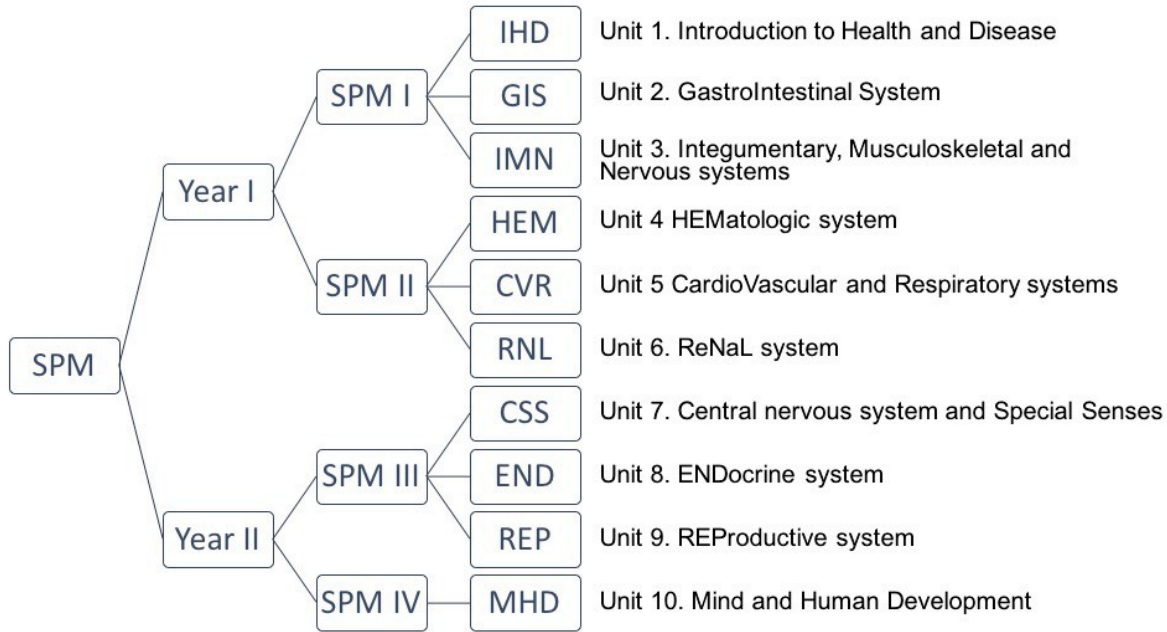 IHD Unit 1. Introduction to Health and Disease
SPM I GIS Unit 2. GastroIntestinal System
IMN Unit 3. Integumentary, Musculoskeletal and
Nervous systems
Year I
HEM Unit 4 HEMatologic system
SPM II CVR Unit 5 CardioVascular and Respiratory systems
RNL Unit 6. ReNaL system
SPM
CSS Unit 7. Central nervous system and Special Senses
SPM III END Unit 8. ENDocrine system
Year II REP Unit 9. REProductive system
SPM IV MHD Unit 10. Mind and Human Development